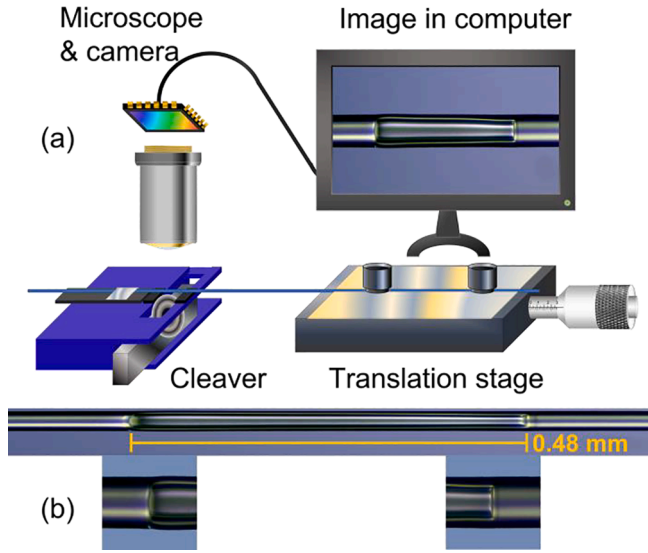 Microscope
& camera
Image in computer
(a)
Cleaver
Translation stage
0.48 mm
(b)